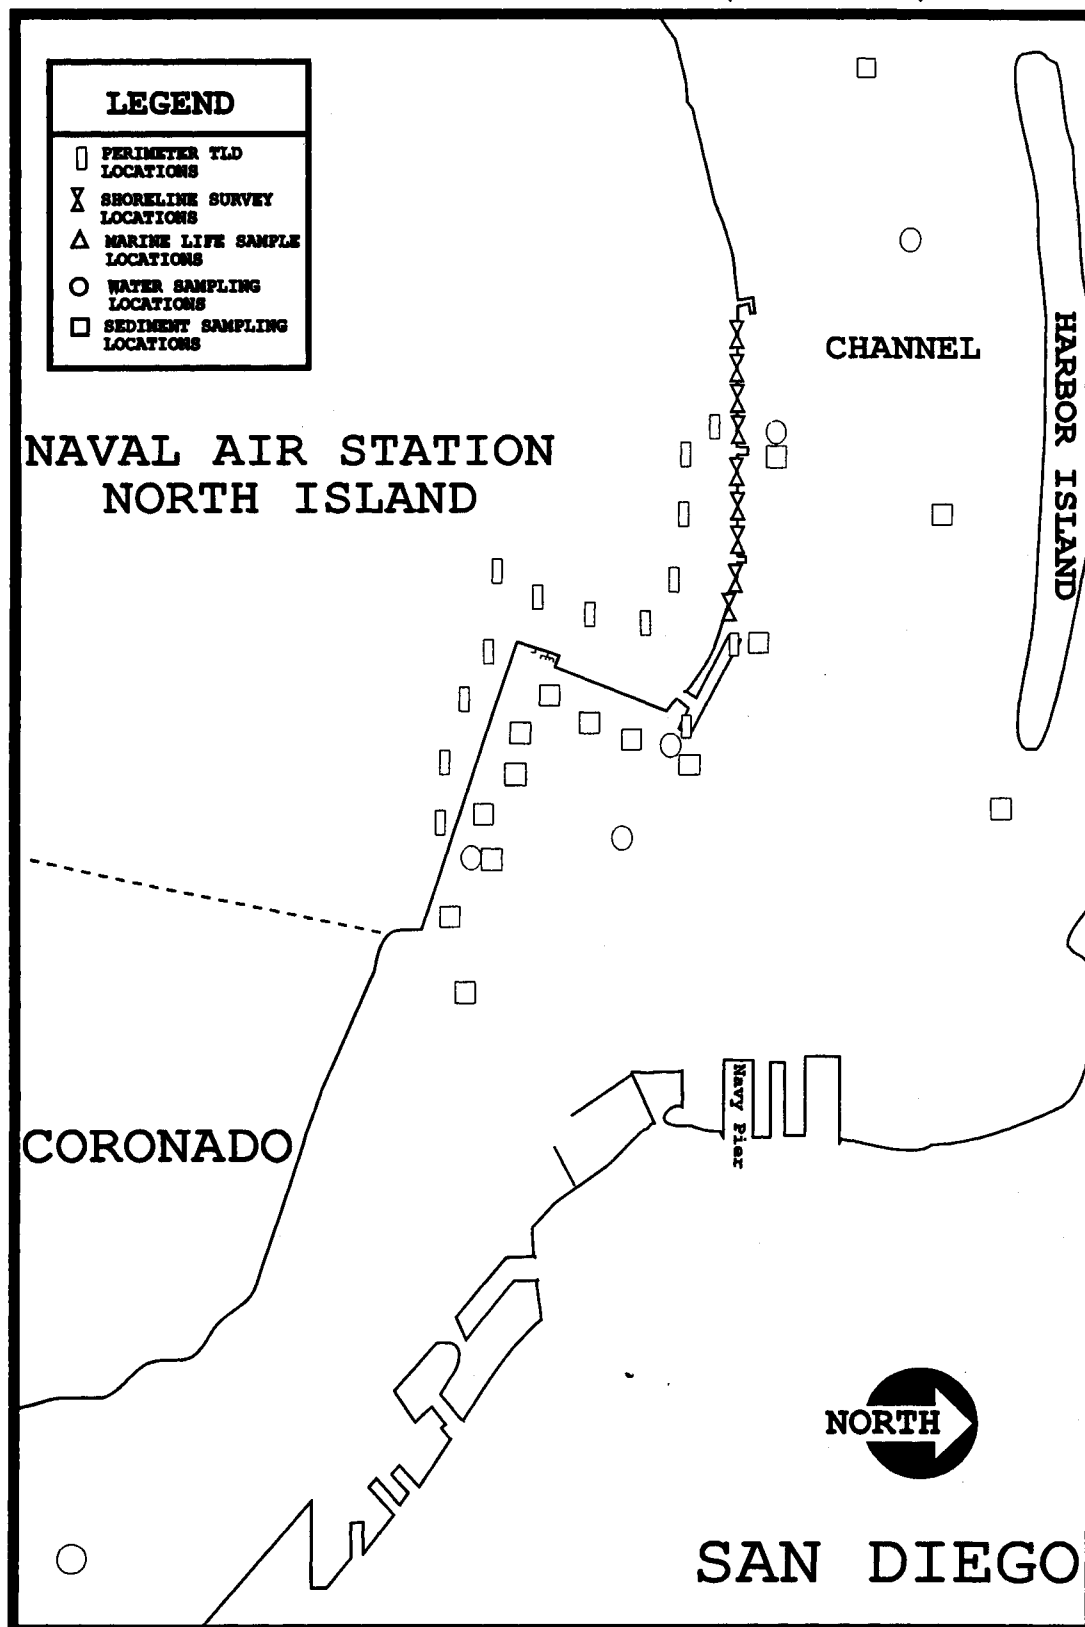 LEGEND
PERIMETER TLD
LOCATIONS
SHORELINE SURVEY
LOCATIONS
MARINE LIFE SAMPLE
LOCATIONS
WATER SAMPLING
LOCATIONS
SEDIMENT SAMPLING
LOCATIONS
CHANNEL
HARBOR ISLAND
NAVAL AIR STATION
NORTH ISLAND
Navy Pier
CORONADO
NORTH
SAN DIEGO